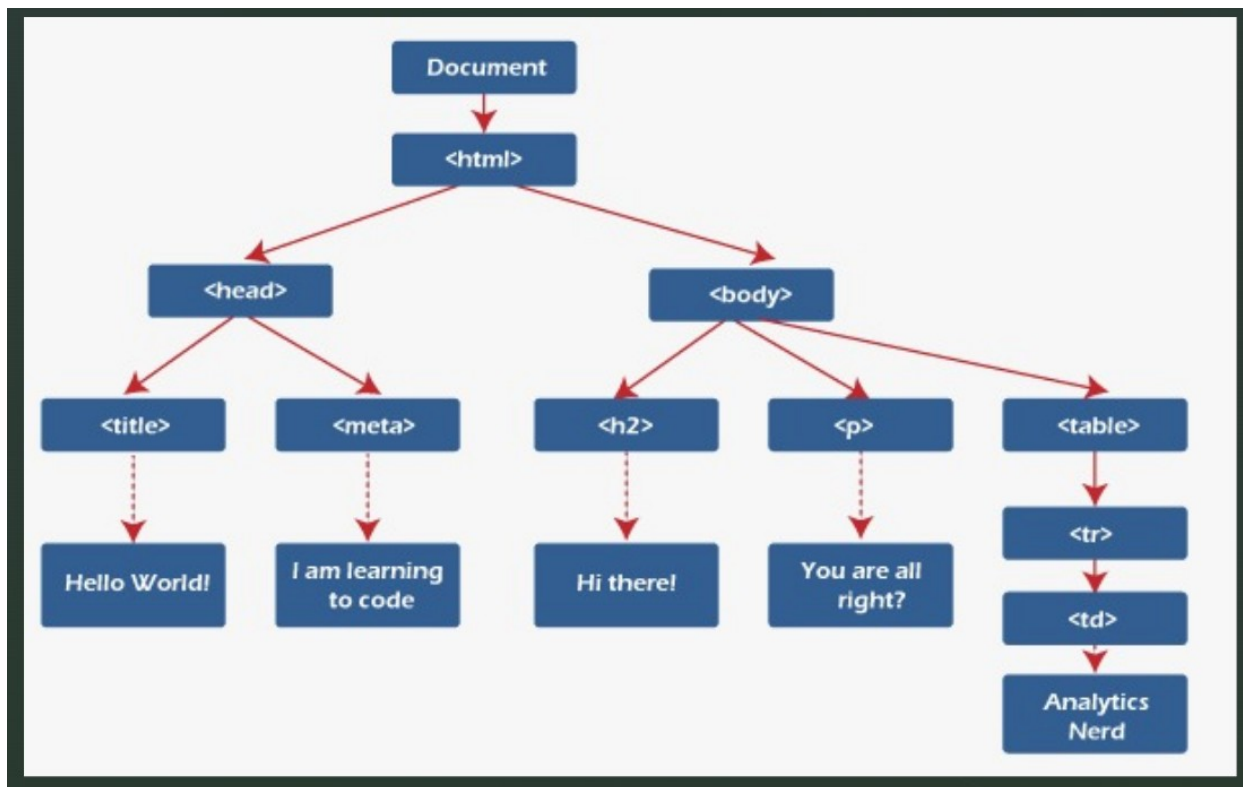 Document
<html>
<head>
<body>
<title>
<meta>
<h2>
<p>
<table>
<tr>
Hello World!
I am learning
to code
Hi there!
You are all
right?
<td>
Analytics
Nerd